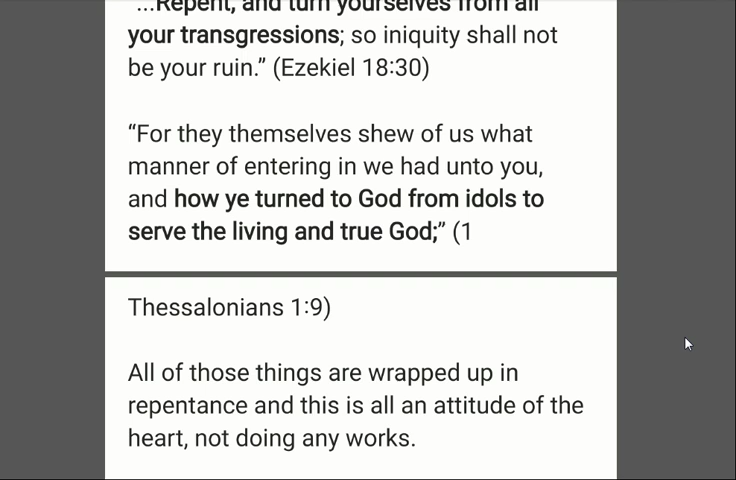 "...Repent, and turn yourselves from all
your transgressions; so iniquity shall not
be your ruin.” (Ezekiel 18:30)
“For they themselves shew of us what
manner of entering in we had unto you,
and how ye turned to God from idols to
serve the living and true God;” (1
Thessalonians 1:9)
All of those things are wrapped up in
repentance and this is all an attitude of the
heart, not doing any works.